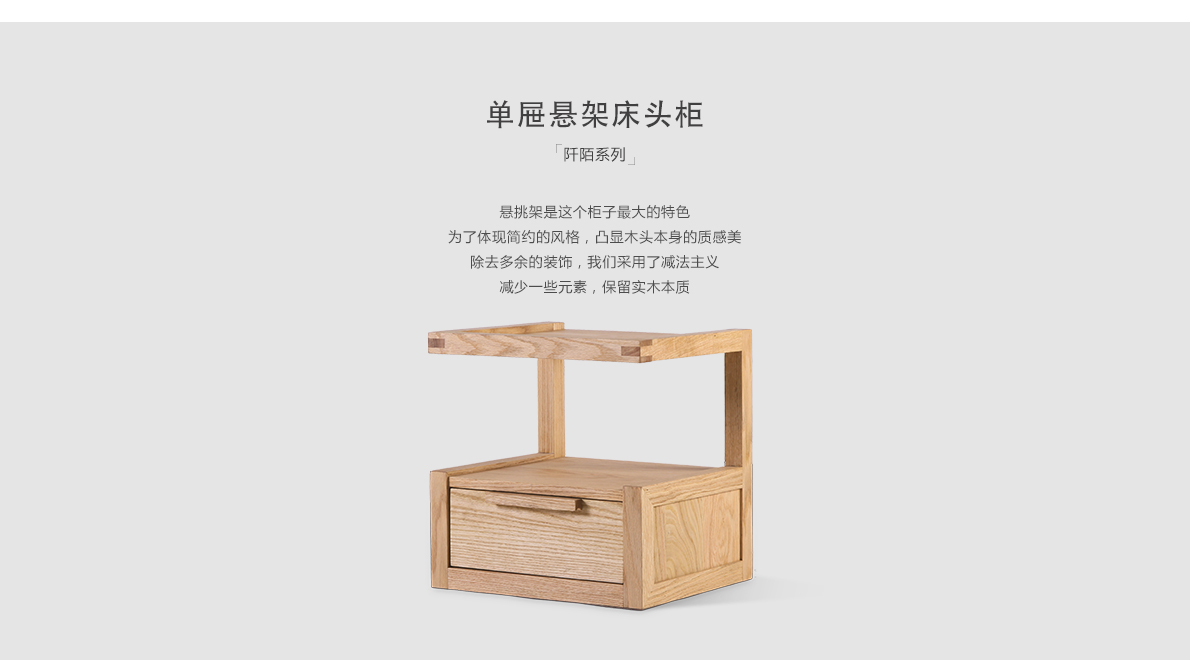 单屉悬架床头柜
「阡陌系列」
悬挑架是这个柜子最大的特色
为了体现简约的风格，凸显木头本身的质感美
除去多余的装饰，我们采用了减法主义
减少一些元素，保留实木本质